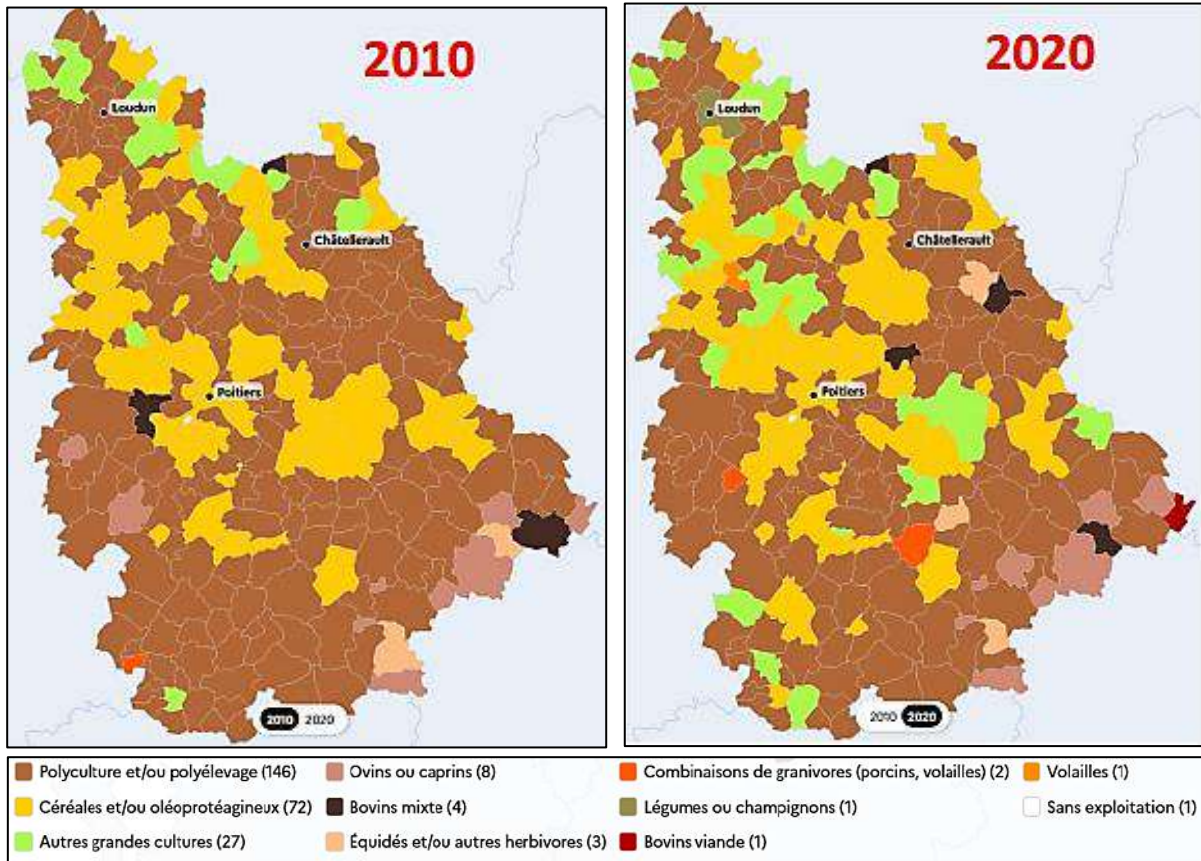 2010
Loudun
Châtellerault
Poitiers
2010 2020
2020
Loudun
Châtellerault
Poitiers
2010 2020
Polyculture et/ou polyélevage (146)
Ovins ou caprins (8)
Combinaisons de granivores (porcins, volailles) (2)
Volailles (1)
Céréales et/ou oléoprotéagineux (72)
Bovins mixte (4)
Légumes ou champignons (1)
Sans exploitation (1)
Autres grandes cultures (27)
Équidés et/ou autres herbivores (3)
Bovins viande (1)